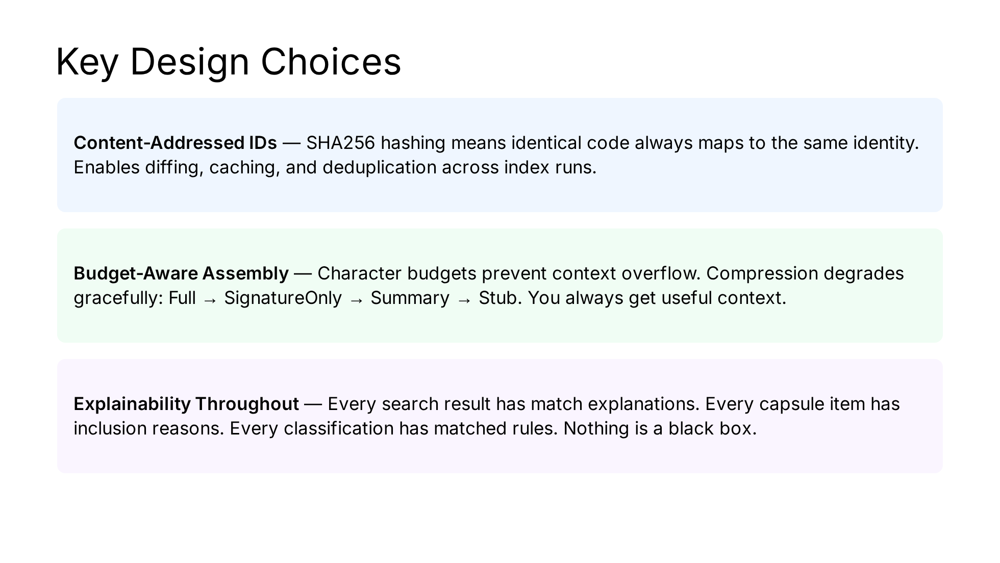 Key Design Choices
Content-Addressed IDs — SHA256 hashing means identical code always maps to the same identity.
Enables diffing, caching, and deduplication across index runs.
Budget-Aware Assembly — Character budgets prevent context overflow. Compression degrades
gracefully: Full → SignatureOnly → Summary → Stub. You always get useful context.
Explainability Throughout — Every search result has match explanations. Every capsule item has
inclusion reasons. Every classification has matched rules. Nothing is a black box.